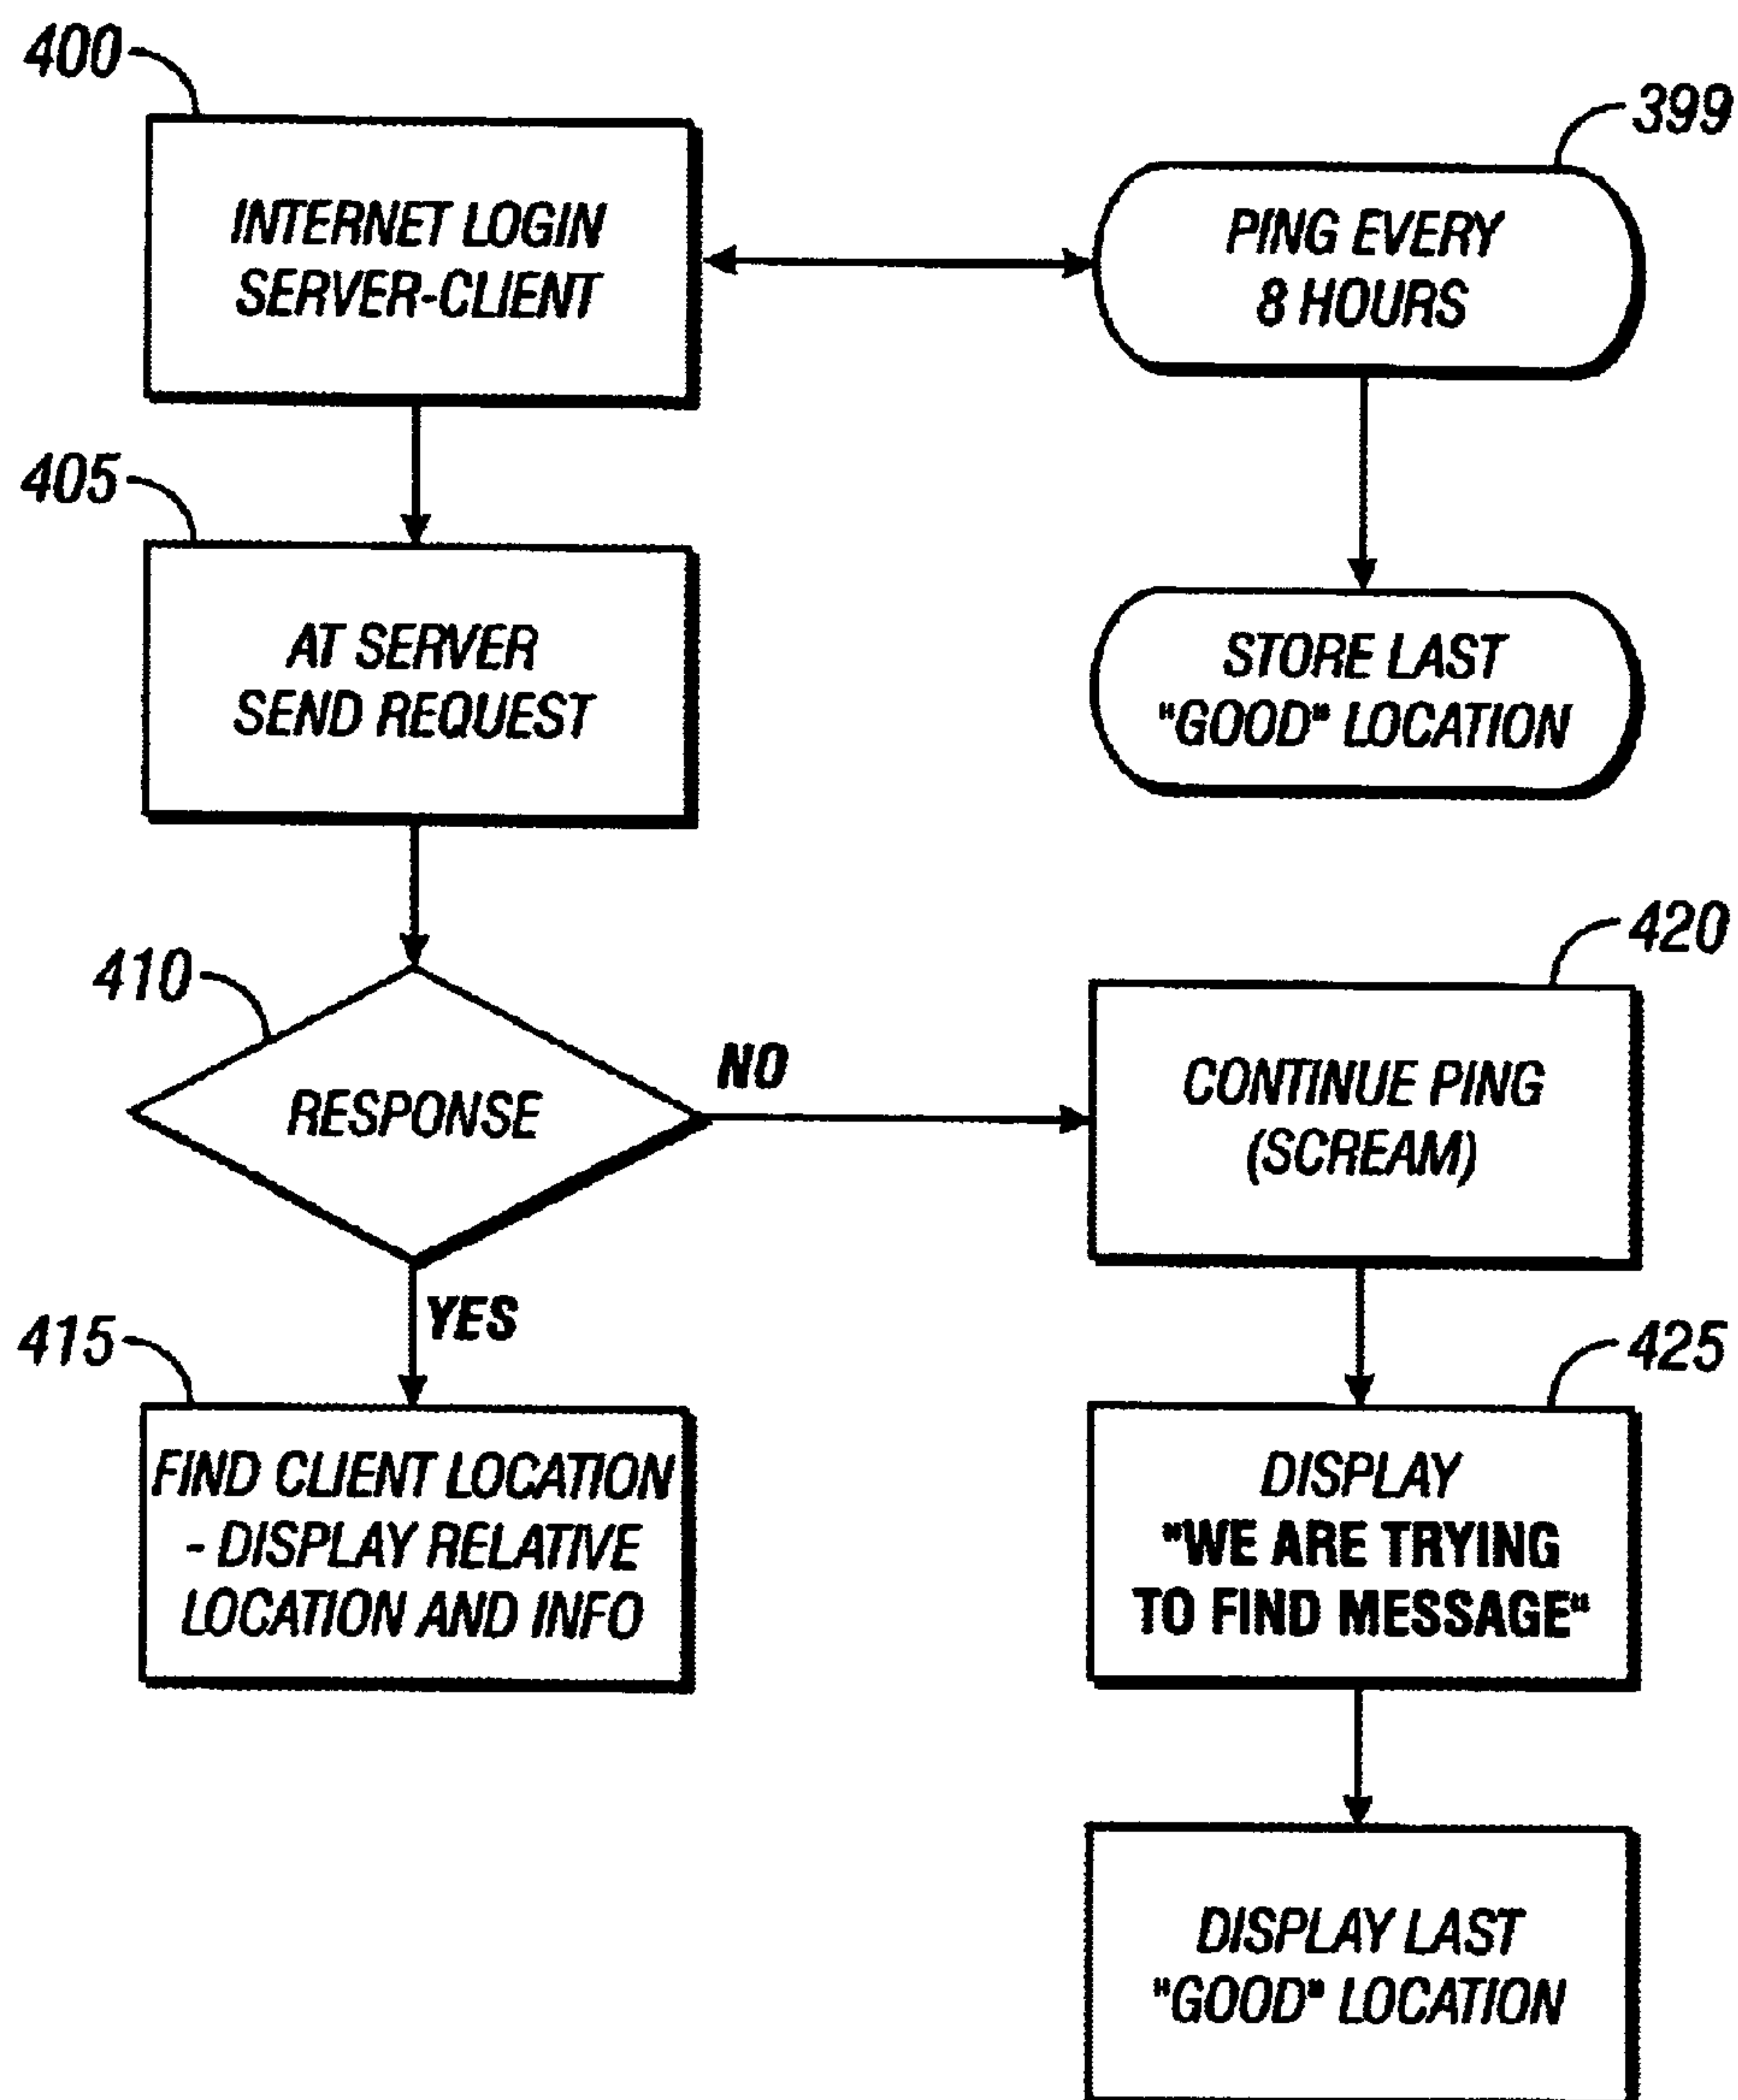 400
INTERNET LOGIN
SERVER-CLIENT
399
PING EVERY
8 HOURS
405
AT SERVER
SEND REQUEST
STORE LAST
"GOOD" LOCATION
410
RESPONSE
NO
420
CONTINUE PING
(SCREAM)
YES
415
FIND CLIENT LOCATION
- DISPLAY RELATIVE
LOCATION AND INFO
425
DISPLAY
"WE ARE TRYING
TO FIND MESSAGE"
DISPLAY LAST
"GOOD" LOCATION